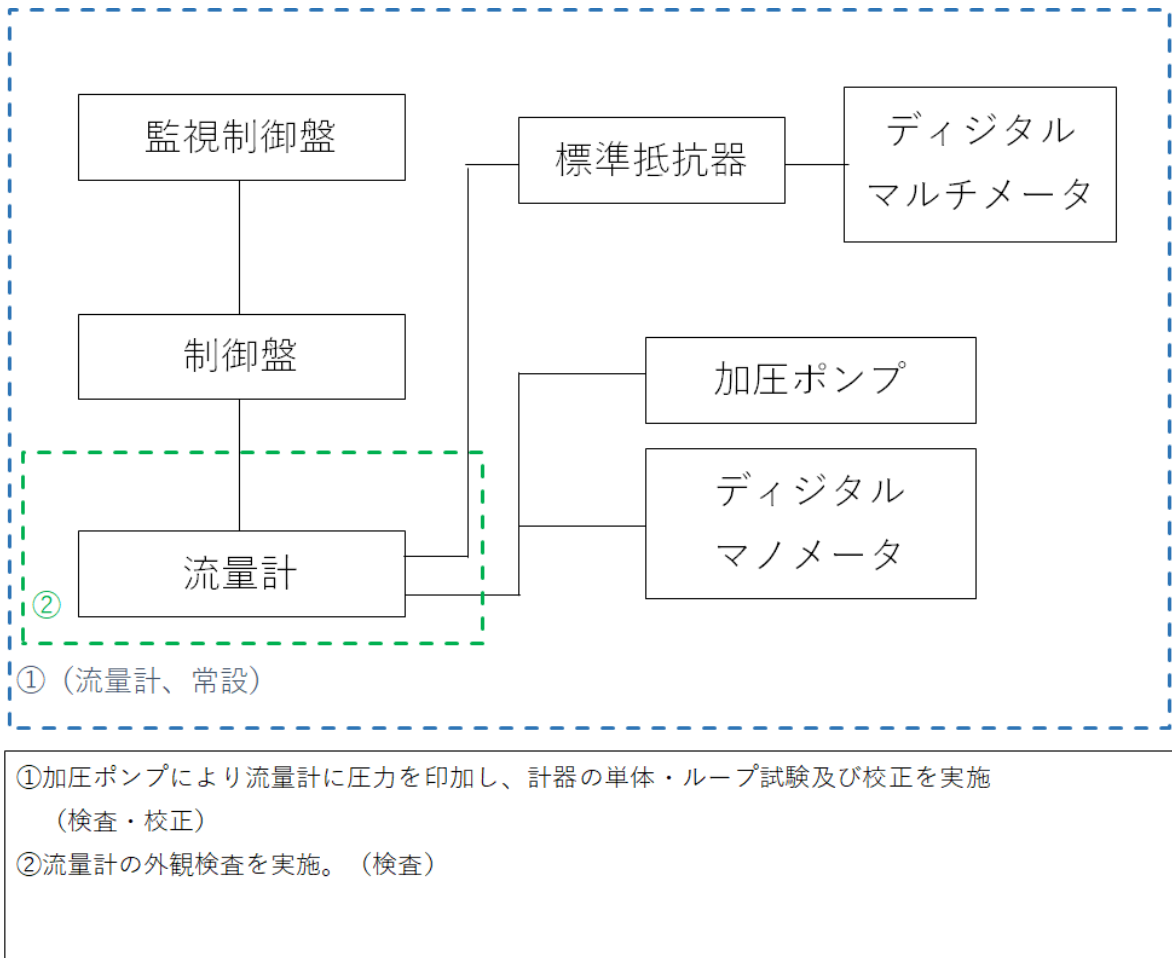 監視制御盤
標準抵抗器
ディジタル
マルチメータ
制御盤
加圧ポンプ
ディジタル
マノメータ
流量計
②
①（流量計、常設）
①加圧ポンプにより流量計に圧力を印加し、計器の単体・ループ試験及び校正を実施
（検査・校正）
②流量計の外観検査を実施。（検査）